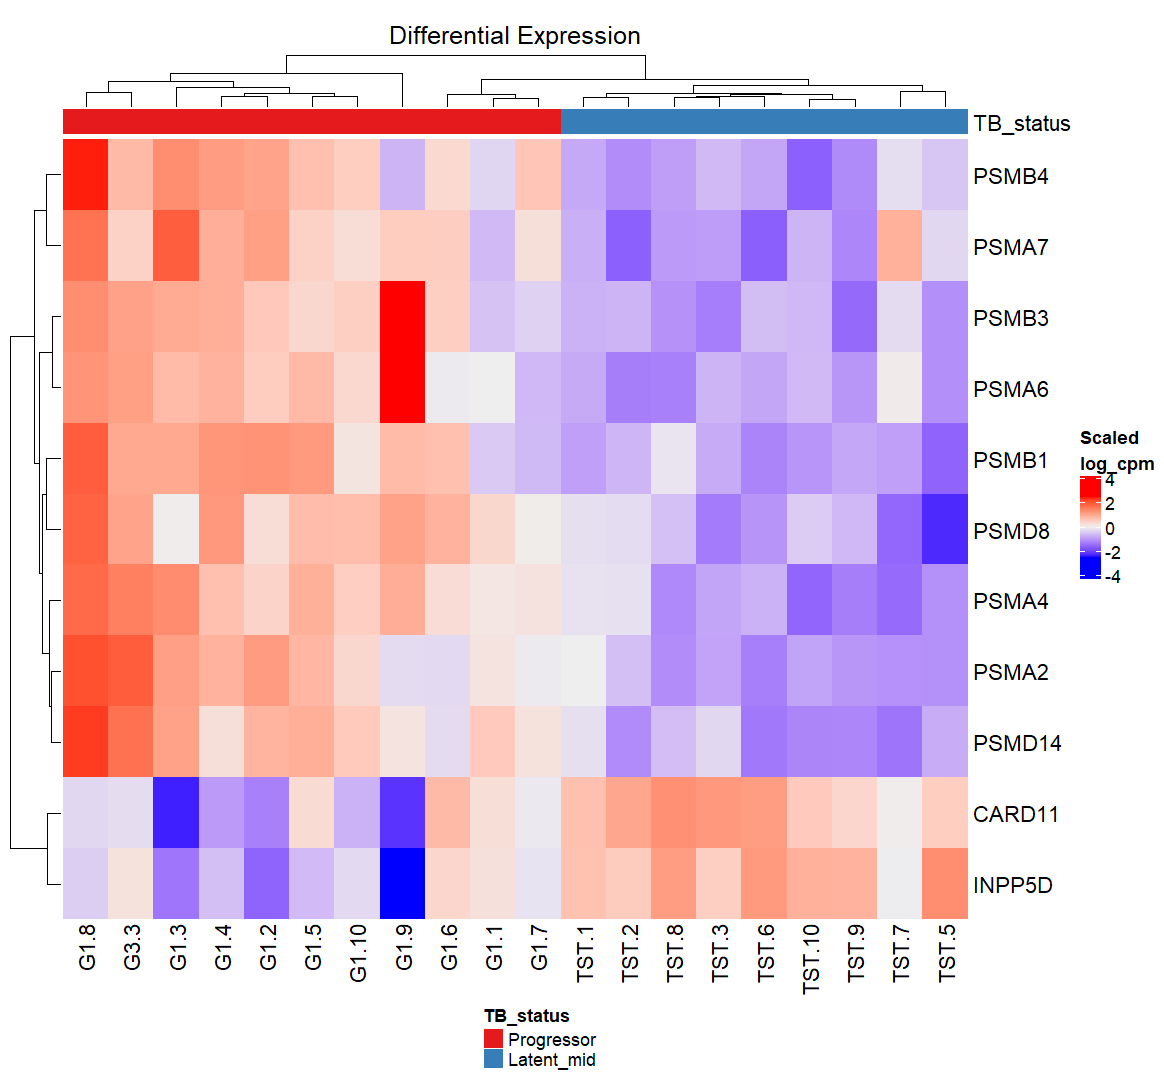 Differential Expression
TB_status
PSMB4
PSMA7
PSMB3
PSMA6
PSMB1
PSMD8
PSMA4
PSMA2
PSMD14
CARD11
INPP5D
Scaled
log_cpm
4
2
0
-2
-4
G1.8
G3.3
G1.3
G1.4
G1.2
G1.5
G1.10
G1.9
G1.6
G1.1
G1.7
TST.1
TST.2
TST.8
TST.3
TST.6
TST.10
TST.9
TST.7
TST.5
TB_status
Progressor
Latent_mid